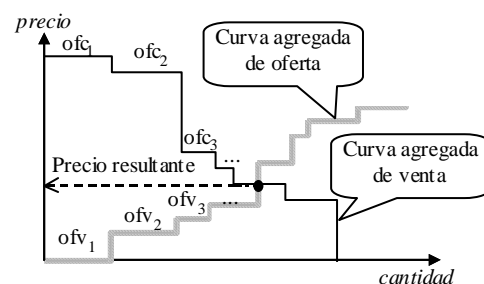 precio
ofc1
ofc2
Curva agregada
de oferta
ofc3
...
Precio resultante
Curva agregada
de venta
ofv1
ofv2
ofv3
...
cantidad